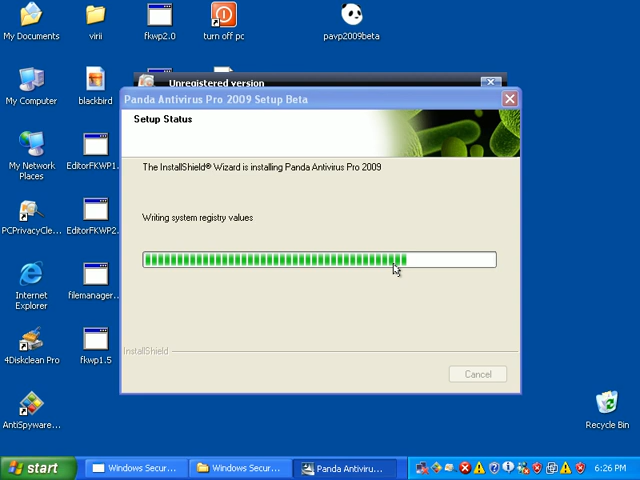 My Documents
virii
fkwp2.0
turn off pc
pavp2009beta
My Computer
blackbird
Unregistered version
Panda Antivirus Pro 2009 Setup Beta
Setup Status
The InstallShield® Wizard is installing Panda Antivirus Pro 2009
Writing system registry values
InstallShield
Cancel
My Network
Places
EditorFKWP1...
PCPrivacyCle...
EditorFKWP2...
Internet
Explorer
filemanager...
4Diskclean Pro
fkwp1.5
AntiSpyware...
Recycle Bin
start
Windows Secur...
Windows Secur...
Panda Antiviru...
6:26 PM